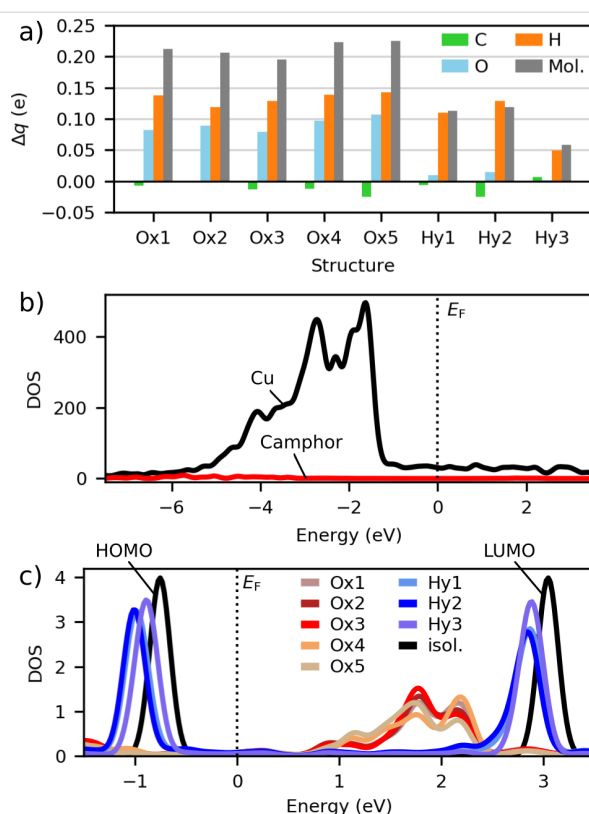 a)
0.25
0.20
0.15
0.10
0.05
0.00
−0.05
Δq (e)
C
H
O
Mol.
Ox1 Ox2 Ox3 Ox4 Ox5 Hy1 Hy2 Hy3
Structure
b)
400
200
0
DOS
E_F
Cu
Camphor
−6 −4 −2 0 2
Energy (eV)
HOMO
LUMO
c)
4
3
2
1
0
DOS
E_F
Ox1 Hy1
Ox2 Hy2
Ox3 Hy3
Ox4 isol.
Ox5
−1 0 1 2 3
Energy (eV)